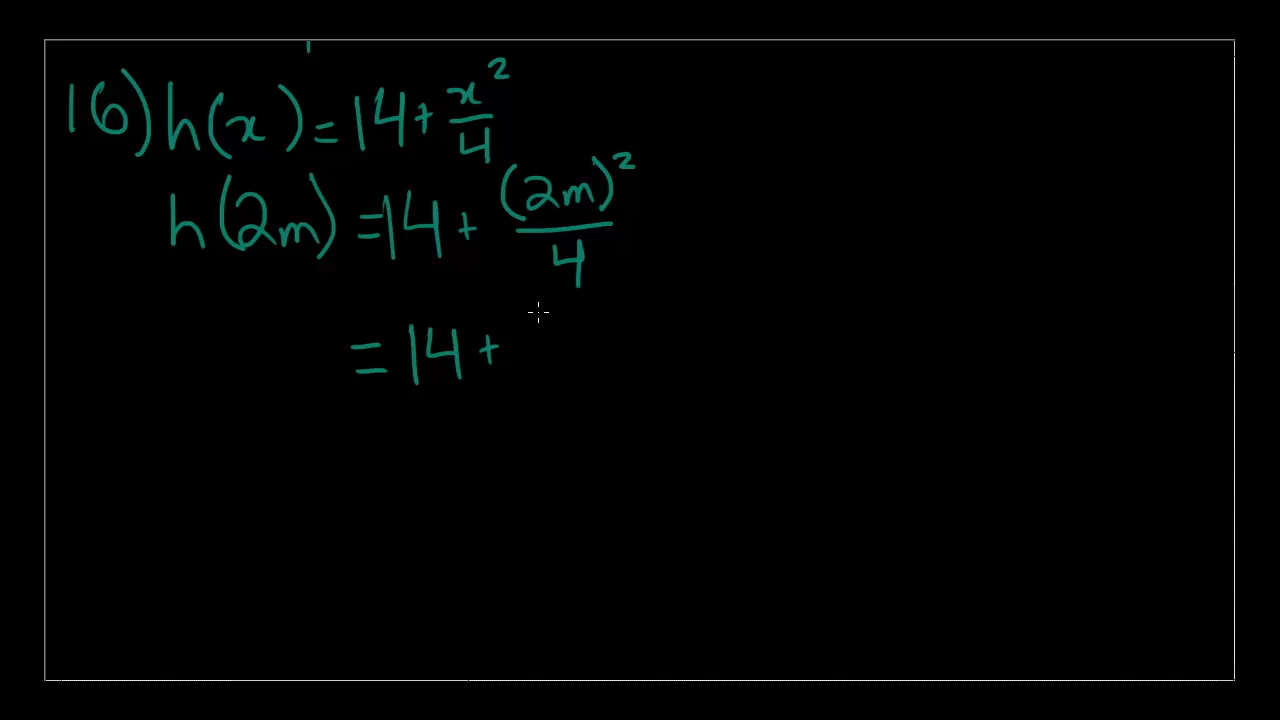 16) h(x) = 14 + x²/4
h(2m) = 14 + (2m)²/4
= 14 +